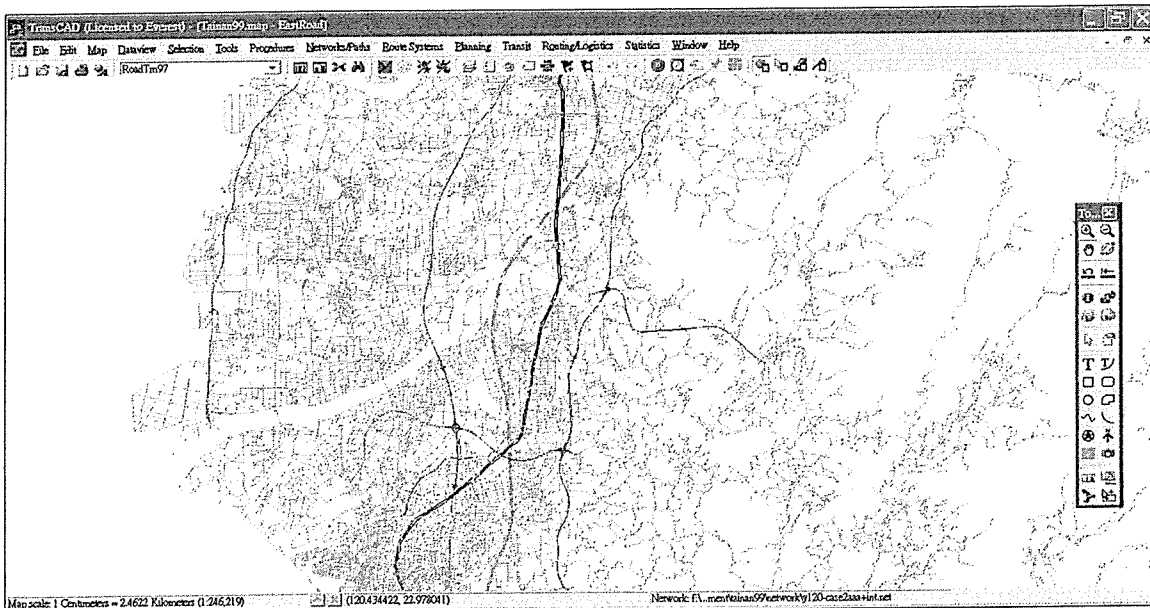 TransCAD (Licensed to Everest) - [Tainan99.map - EastRoad]
File Edit Map Dataview Selection Tools Procedures Networks/Paths Route Systems Planning Transit Routing/Logistics Statistics Window Help
RoadTm97
To...
Map scale: 1 Centimeters = 2.4622 Kilometers (1:246,219)
(120.434422, 22.978041)
Network: F:\...ment\tainan99\network\y120-case2aaa+int.net